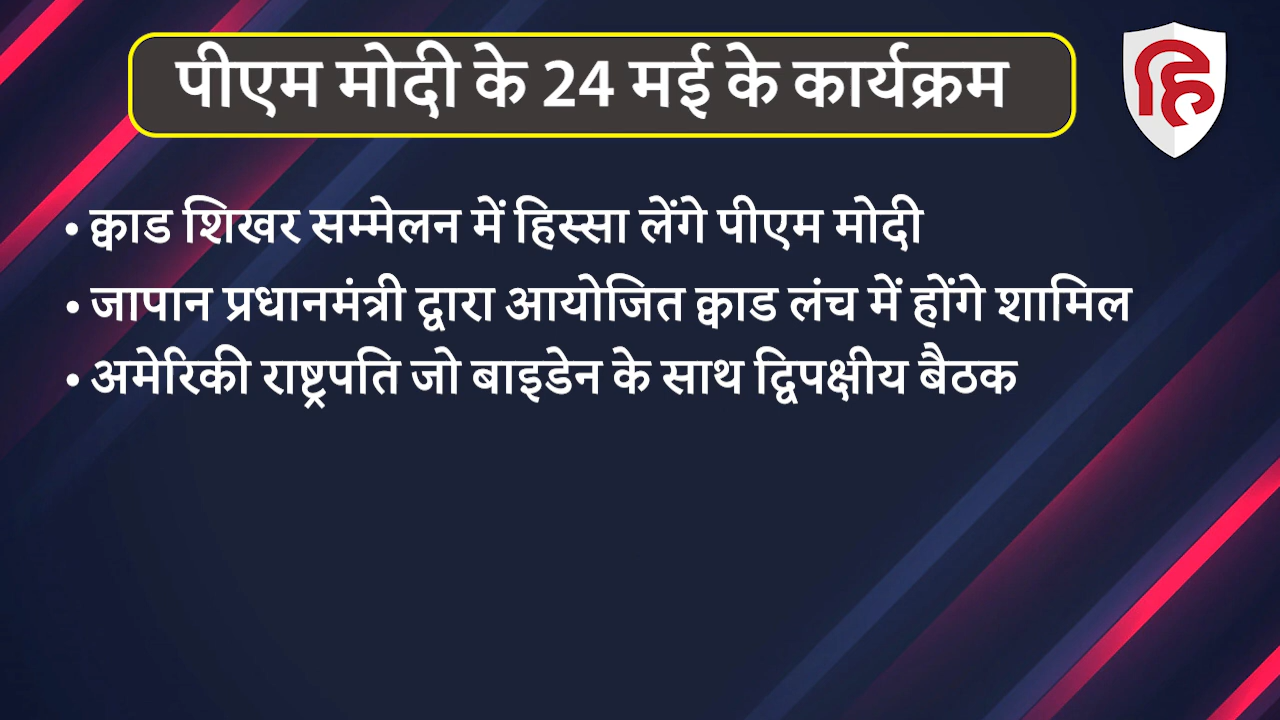 पीएम मोदी के 24 मई के कार्यक्रम
हि
• क्वाड शिखर सम्मेलन में हिस्सा लेंगे पीएम मोदी
• जापान प्रधानमंत्री द्वारा आयोजित क्वाड लंच में होंगे शामिल
• अमेरिकी राष्ट्रपति जो बाइडेन के साथ द्विपक्षीय बैठक